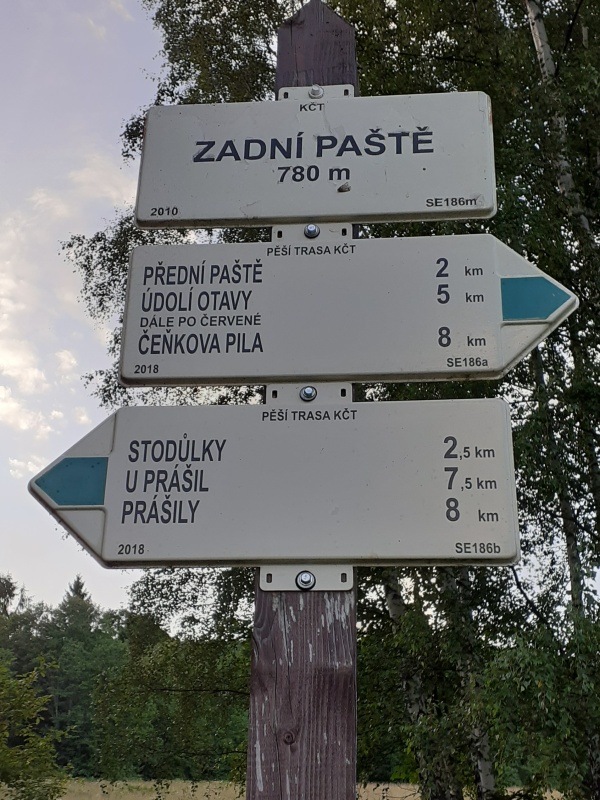 KČT
ZADNÍ PAŠTĚ
780 m
2010 SE186m
PĚŠÍ TRASA KČT
PŘEDNÍ PAŠTĚ 2 km
ÚDOLÍ OTAVY 5 km
DÁLE PO ČERVENÉ
ČEŇKOVA PILA 8 km
2018 SE186a
PĚŠÍ TRASA KČT
STODŮLKY 2,5 km
U PRÁŠIL 7,5 km
PRÁŠILY 8 km
2018 SE186b